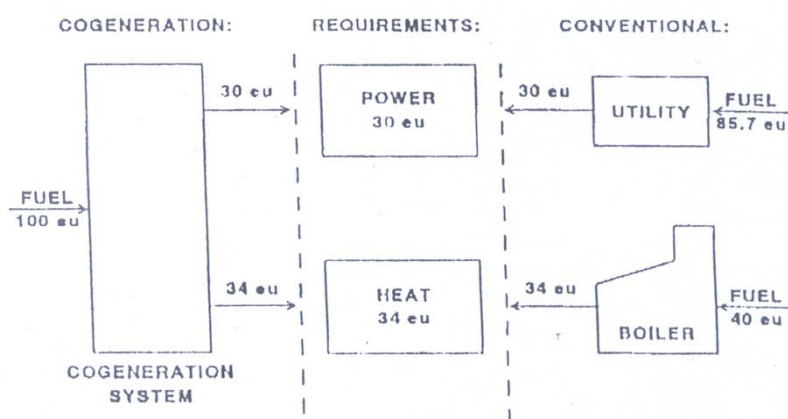 COGENERATION: REQUIREMENTS: CONVENTIONAL:
30 eu
POWER
30 eu
30 eu
UTILITY
FUEL
85.7 eu
FUEL
100 eu
34 eu
HEAT
34 eu
34 eu
BOILER
FUEL
40 eu
COGENERATION
SYSTEM